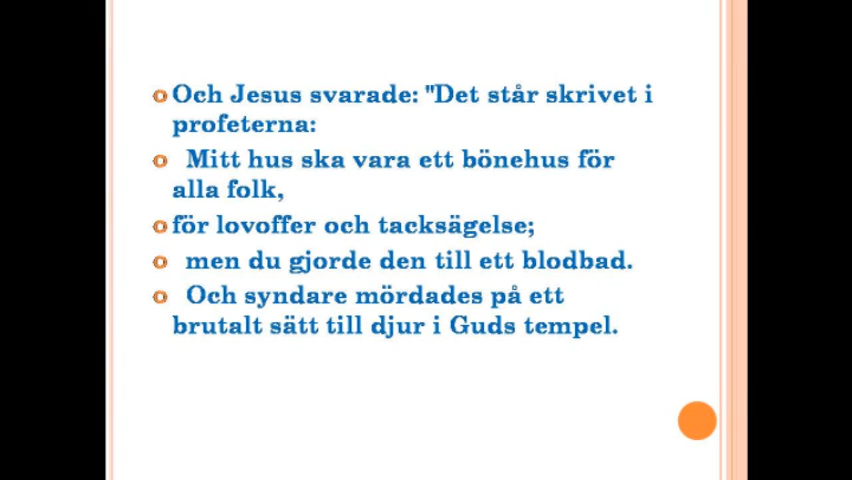 Och Jesus svarade: "Det står skrivet i
profeterna:
Mitt hus ska vara ett bönehus för
alla folk,
för lovoffer och tacksägelse;
men du gjorde den till ett blodbad.
Och syndare mördades på ett
brutalt sätt till djur i Guds tempel.